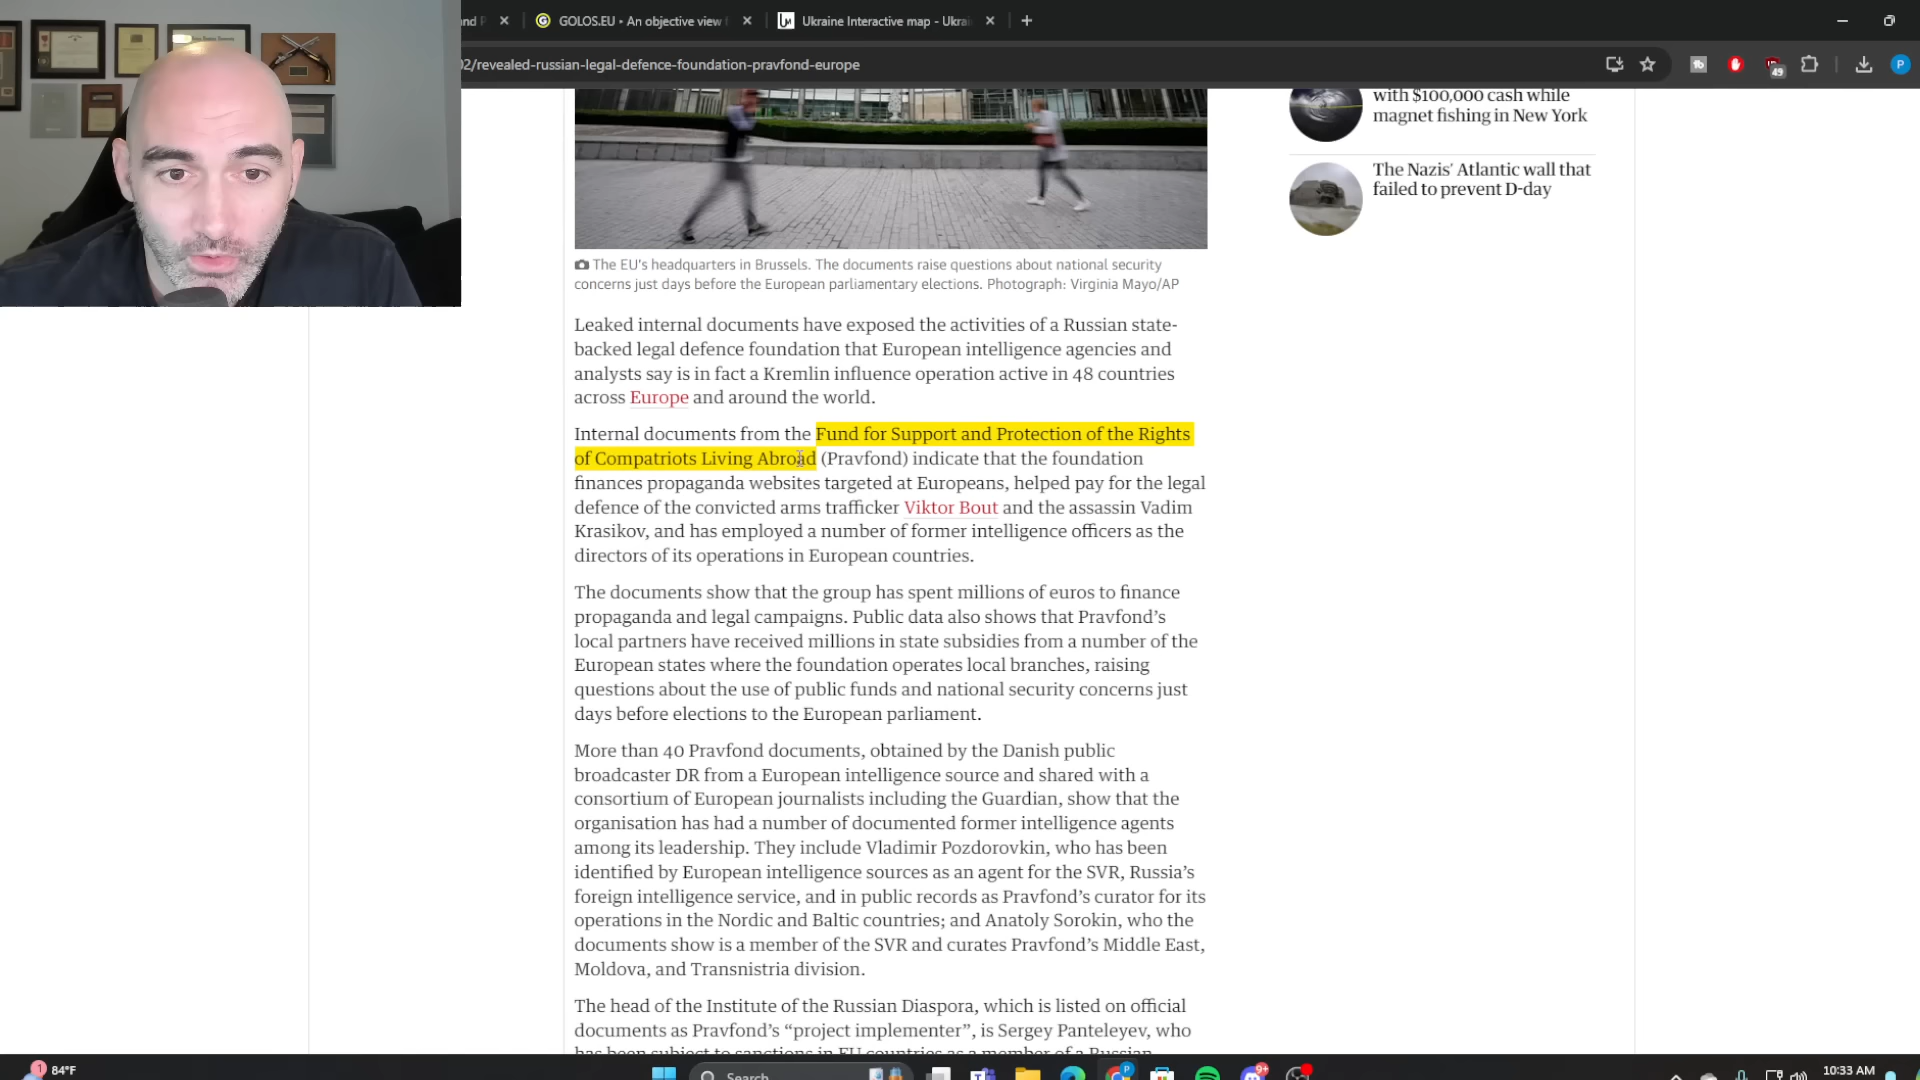 GOLOS.EU • An objective view
Ukraine Interactive map - Ukrai
02/revealed-russian-legal-defence-foundation-pravfond-europe
49
P
with $100,000 cash while
magnet fishing in New York
The Nazis' Atlantic wall that
failed to prevent D-day
The EU's headquarters in Brussels. The documents raise questions about national security
concerns just days before the European parliamentary elections. Photograph: Virginia Mayo/AP
Leaked internal documents have exposed the activities of a Russian state-
backed legal defence foundation that European intelligence agencies and
analysts say is in fact a Kremlin influence operation active in 48 countries
across Europe and around the world.
Internal documents from the Fund for Support and Protection of the Rights
of Compatriots Living Abroad (Pravfond) indicate that the foundation
finances propaganda websites targeted at Europeans, helped pay for the legal
defence of the convicted arms trafficker Viktor Bout and the assassin Vadim
Krasikov, and has employed a number of former intelligence officers as the
directors of its operations in European countries.
The documents show that the group has spent millions of euros to finance
propaganda and legal campaigns. Public data also shows that Pravfond's
local partners have received millions in state subsidies from a number of the
European states where the foundation operates local branches, raising
questions about the use of public funds and national security concerns just
days before elections to the European parliament.
More than 40 Pravfond documents, obtained by the Danish public
broadcaster DR from a European intelligence source and shared with a
consortium of European journalists including the Guardian, show that the
organisation has had a number of documented former intelligence agents
among its leadership. They include Vladimir Pozdorovkin, who has been
identified by European intelligence sources as an agent for the SVR, Russia's
foreign intelligence service, and in public records as Pravfond's curator for its
operations in the Nordic and Baltic countries; and Anatoly Sorokin, who the
documents show is a member of the SVR and curates Pravfond's Middle East,
Moldova, and Transnistria division.
The head of the Institute of the Russian Diaspora, which is listed on official
documents as Pravfond's “project implementer”, is Sergey Panteleyev, who
has been subject to sanctions in EU countries as a member of a Russian
1
84°F
Search
9+
10:33 AM